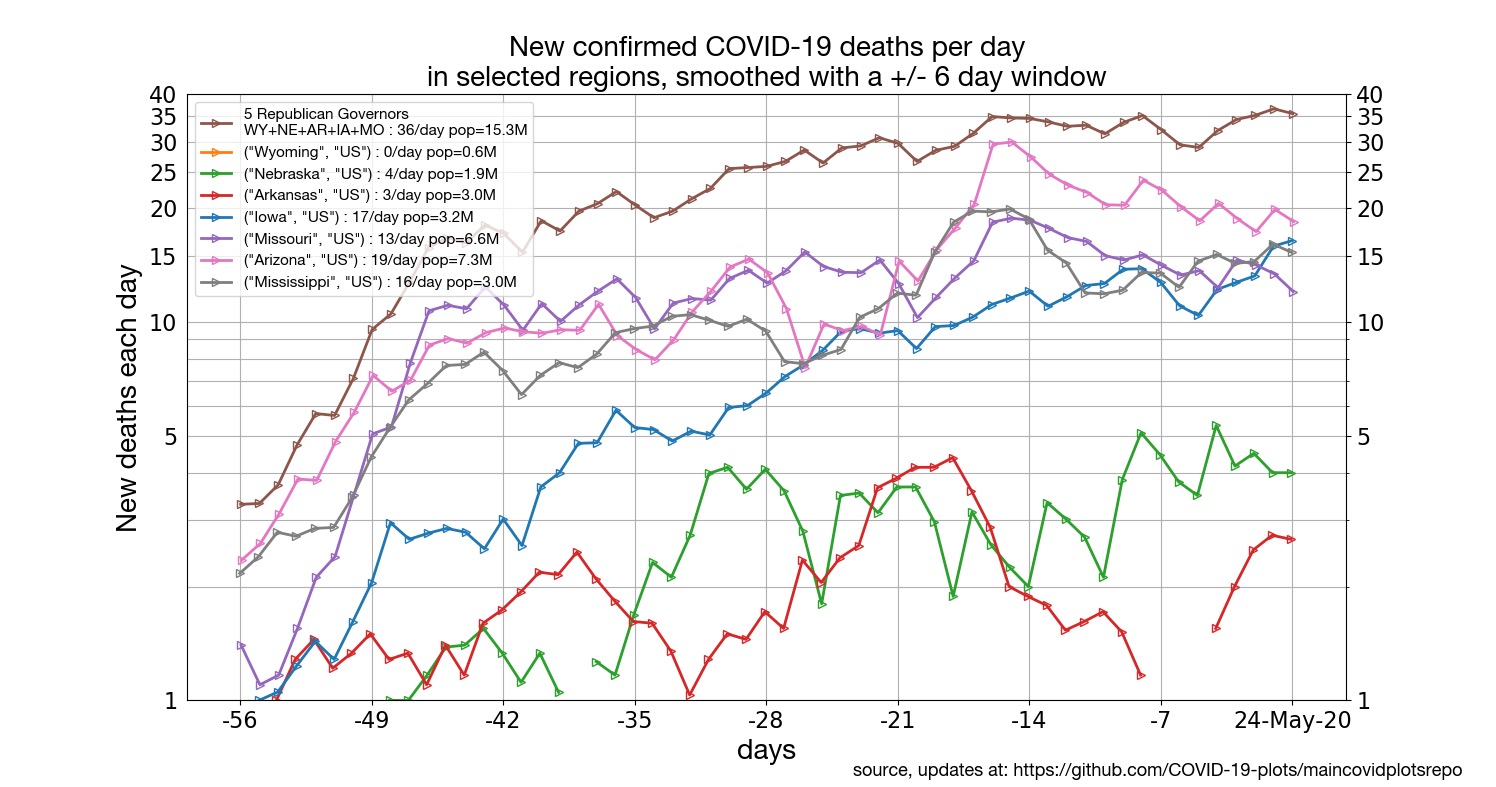 New confirmed COVID-19 deaths per day
in selected regions, smoothed with a +/- 6 day window
5 Republican Governors
WY+NE+AR+IA+MO : 36/day pop=15.3M
("Wyoming", "US") : 0/day pop=0.6M
("Nebraska", "US") : 4/day pop=1.9M
("Arkansas", "US") : 3/day pop=3.0M
("Iowa", "US") : 17/day pop=3.2M
("Missouri", "US") : 13/day pop=6.6M
("Arizona", "US") : 19/day pop=7.3M
("Mississippi", "US") : 16/day pop=3.0M
New deaths each day
40
35
30
25
20
15
10
5
1
40
35
30
25
20
15
10
5
1
-56 -49 -42 -35 -28 -21 -14 -7 24-May-20
days
source, updates at: https://github.com/COVID-19-plots/maincovidplotsrepo